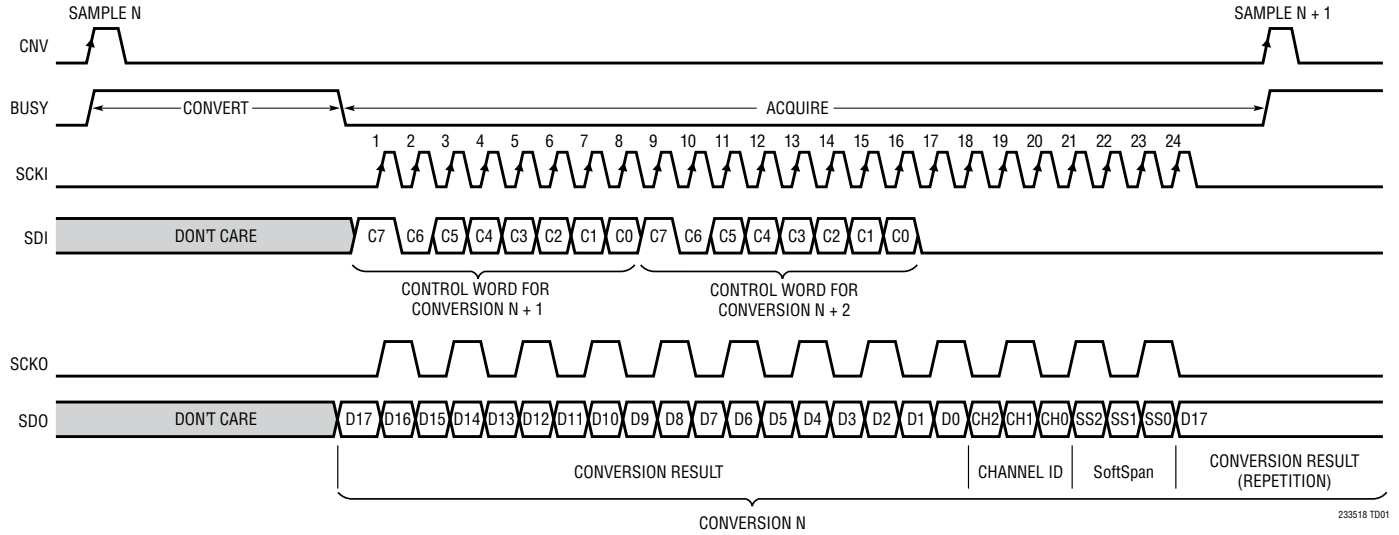 SAMPLE N SAMPLE N + 1
CNV
BUSY CONVERT ACQUIRE
1 2 3 4 5 6 7 8 9 10 11 12 13 14 15 16 17 18 19 20 21 22 23 24
SCKI
SDI DON'T CARE C7 C6 C5 C4 C3 C2 C1 C0 C7 C6 C5 C4 C3 C2 C1 C0
CONTROL WORD FOR CONTROL WORD FOR
CONVERSION N + 1 CONVERSION N + 2
SCKO
SDO DON'T CARE D17 D16 D15 D14 D13 D12 D11 D10 D9 D8 D7 D6 D5 D4 D3 D2 D1 D0 CH2 CH1 CH0 SS2 SS1 SS0 D17
CONVERSION RESULT CHANNEL ID SoftSpan CONVERSION RESULT
(REPETITION)
CONVERSION N
233518 TD01